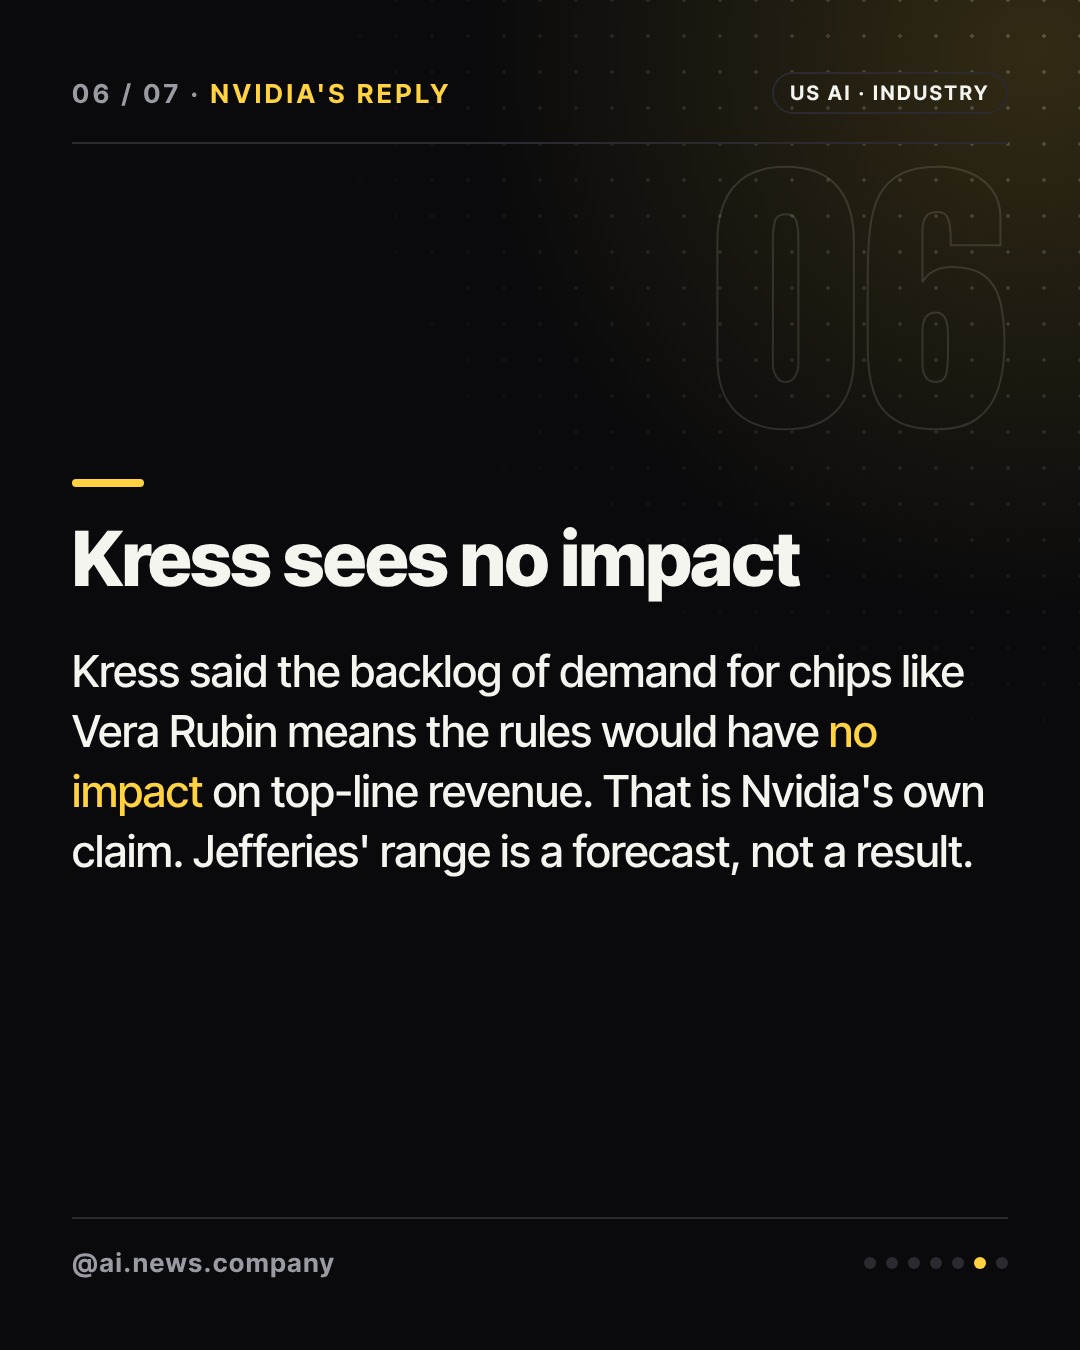 06 / 07 · NVIDIA'S REPLY
US AI · INDUSTRY
06
Kress sees no impact
Kress said the backlog of demand for chips like
Vera Rubin means the rules would have no
impact on top-line revenue. That is Nvidia's own
claim. Jefferies' range is a forecast, not a result.
@ai.news.company